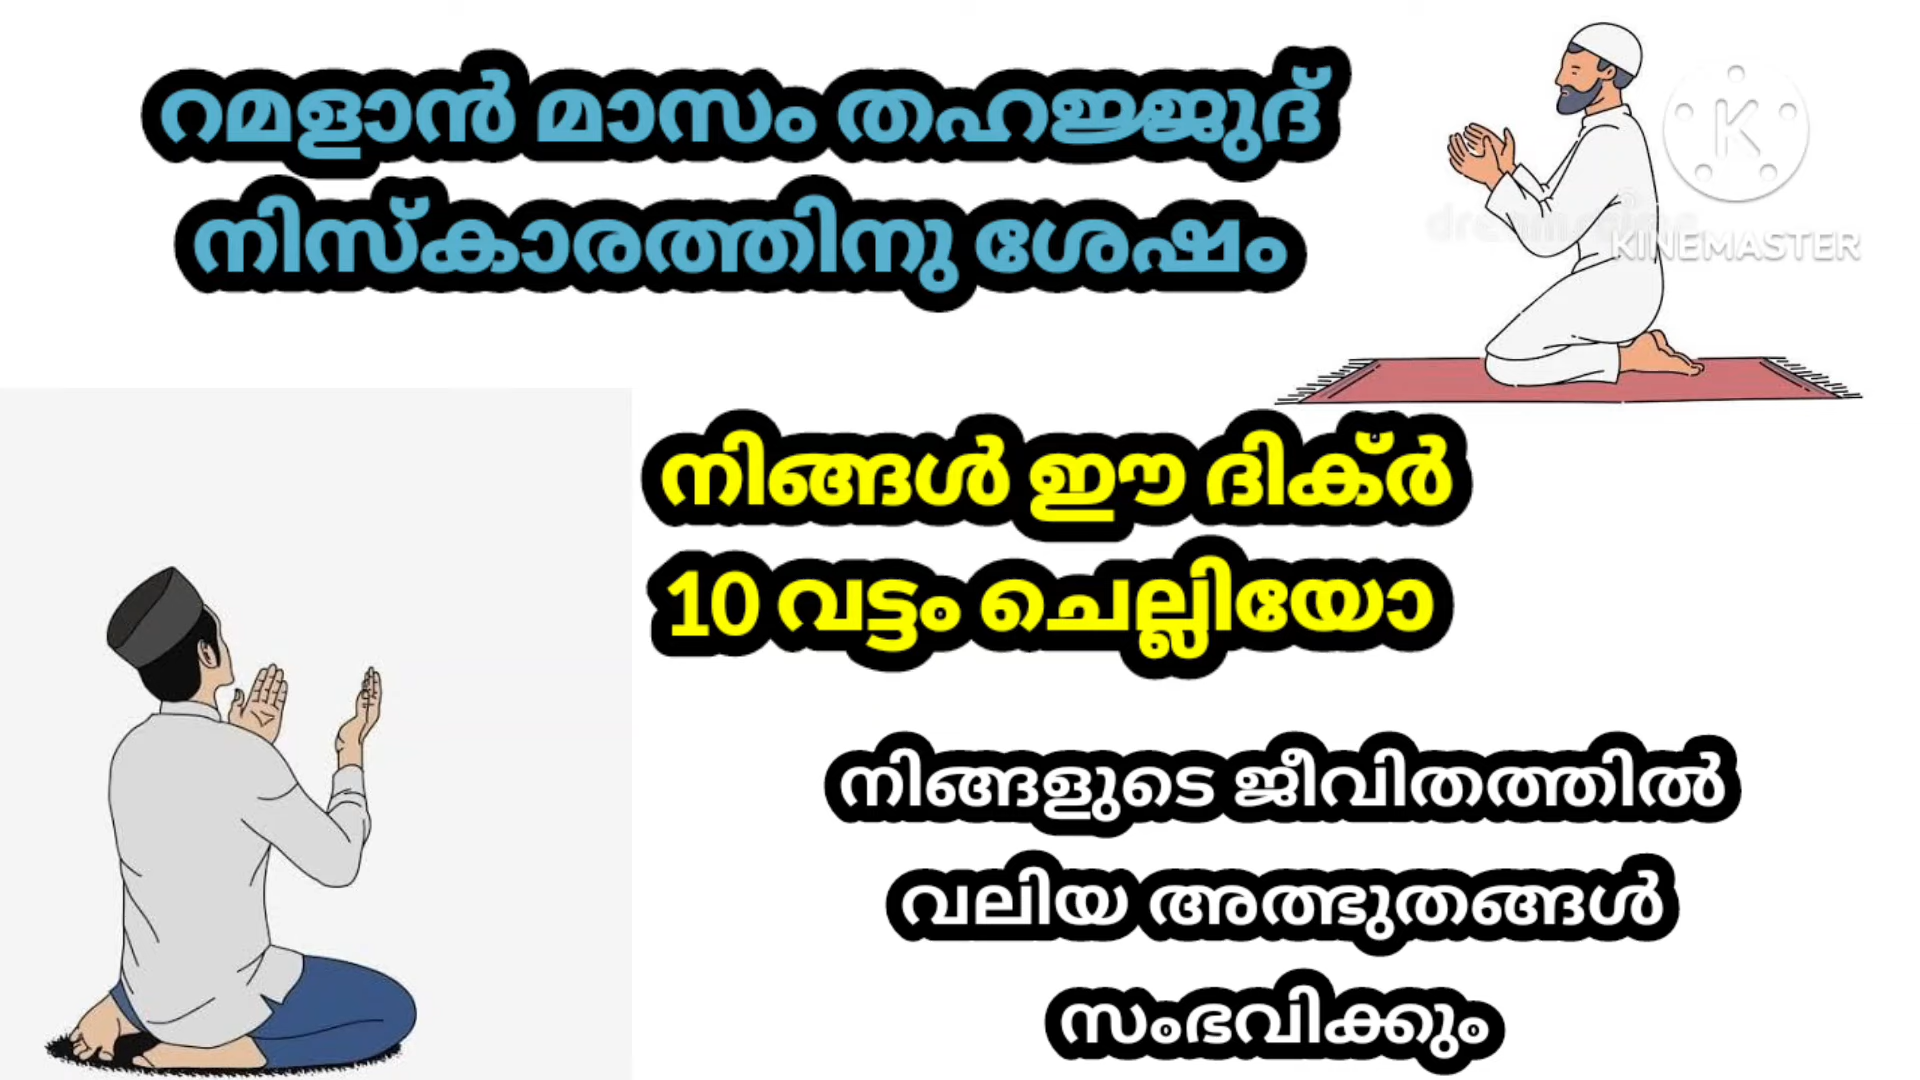 റമളാൻ മാസം തഹജ്ജുദ്
നിസ്കാരത്തിനു ശേഷം
K
KINEMASTER
നിങ്ങൾ ഈ ദിക്ർ
10 വട്ടം ചെല്ലിയോ
നിങ്ങളുടെ ജീവിതത്തിൽ
വലിയ അത്ഭുതങ്ങൾ
സംഭവിക്കും